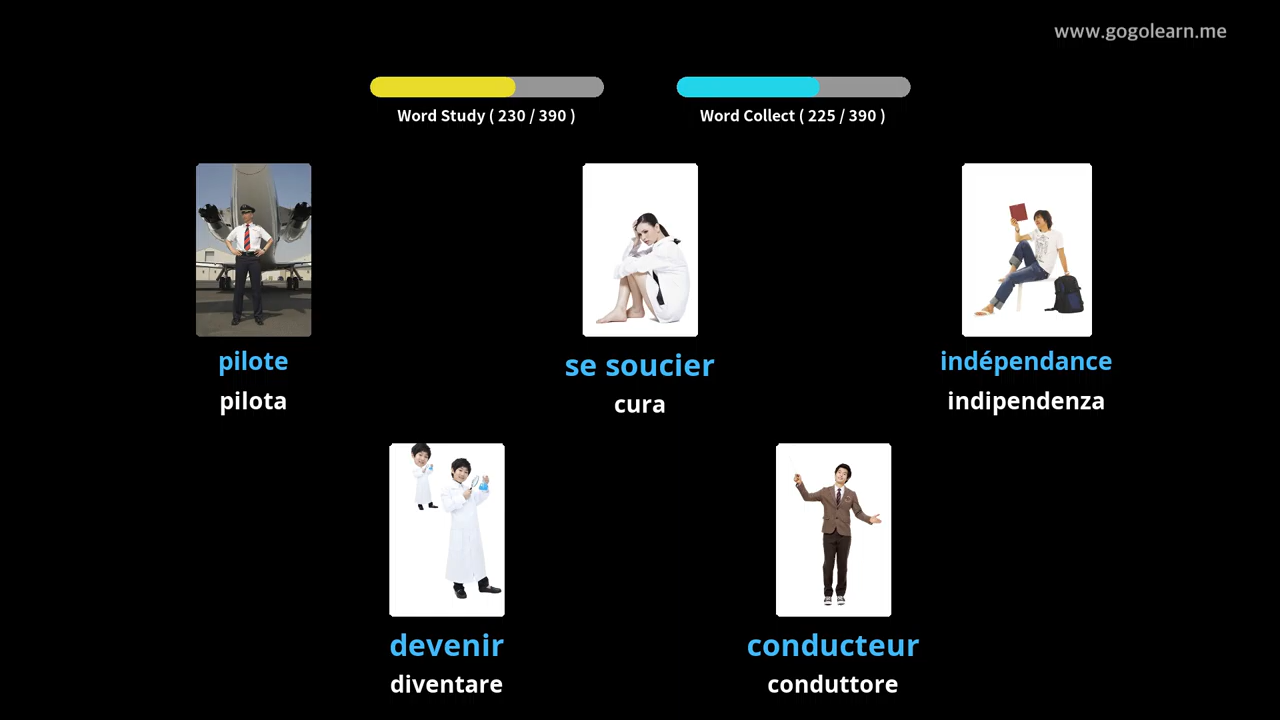 www.gogolearn.me
Word Study ( 230 / 390 )
Word Collect ( 225 / 390 )
pilote
pilota
se soucier
cura
indépendance
indipendenza
devenir
diventare
conducteur
conduttore